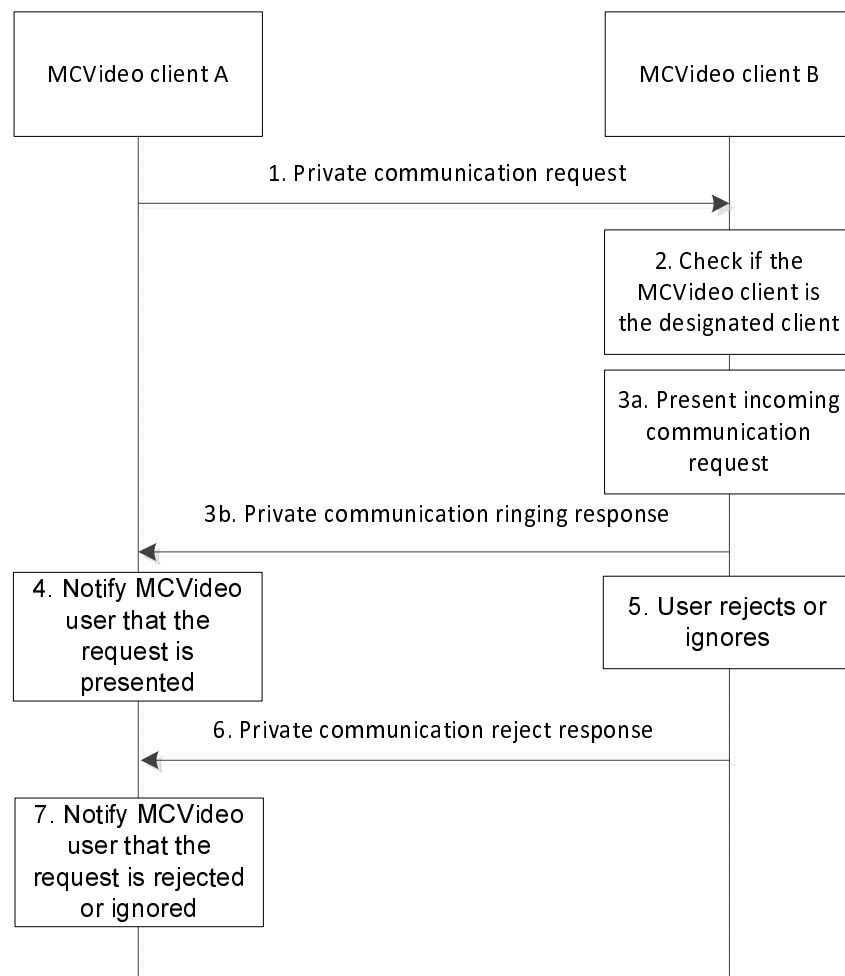 MCVideo client A
MCVideo client B
1. Private communication request
2. Check if the
MCVideo client is
the designated client
3a. Present incoming
communication
request
3b. Private communication ringing response
4. Notify MCVideo
user that the
request is
presented
5. User rejects or
ignores
6. Private communication reject response
7. Notify MCVideo
user that the
request is rejected
or ignored